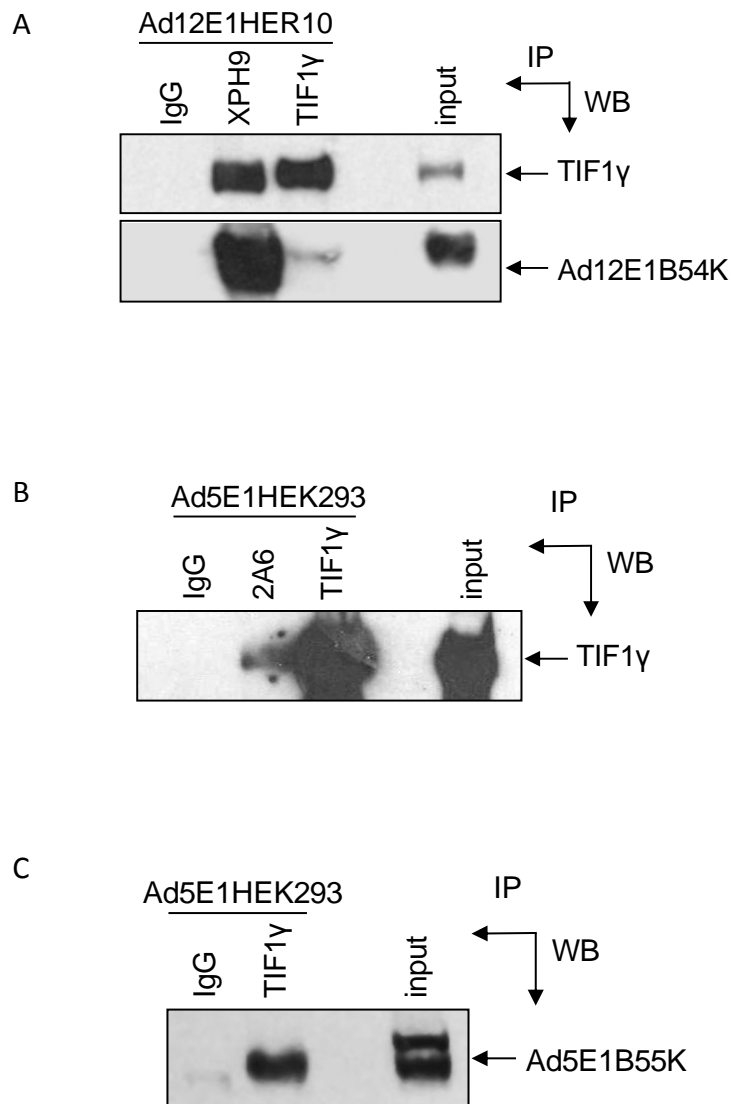 A
Ad12E1HER10
IgG
XPH9
TIF1γ
input
IP
WB
TIF1γ
Ad12E1B54K
B
Ad5E1HEK293
IgG
2A6
TIF1γ
input
IP
WB
TIF1γ
C
Ad5E1HEK293
IgG
TIF1γ
input
IP
WB
Ad5E1B55K